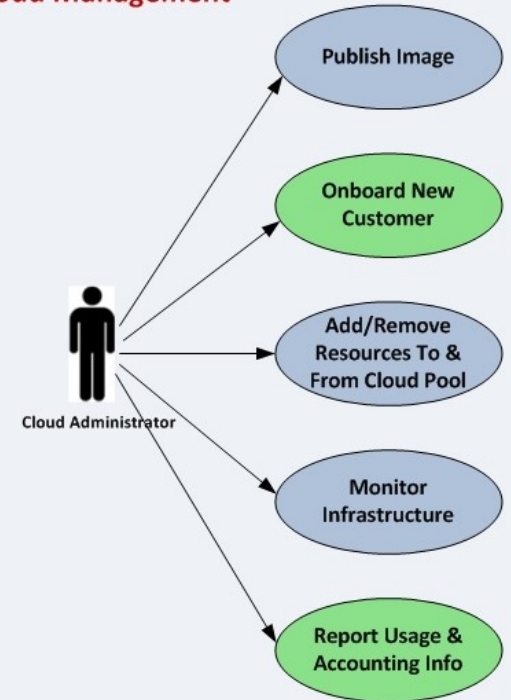 Management
Publish Image
Onboard New
Customer
Add/Remove
Resources To &
From Cloud Pool
Cloud Administrator
Monitor
Infrastructure
Report Usage &
Accounting Info